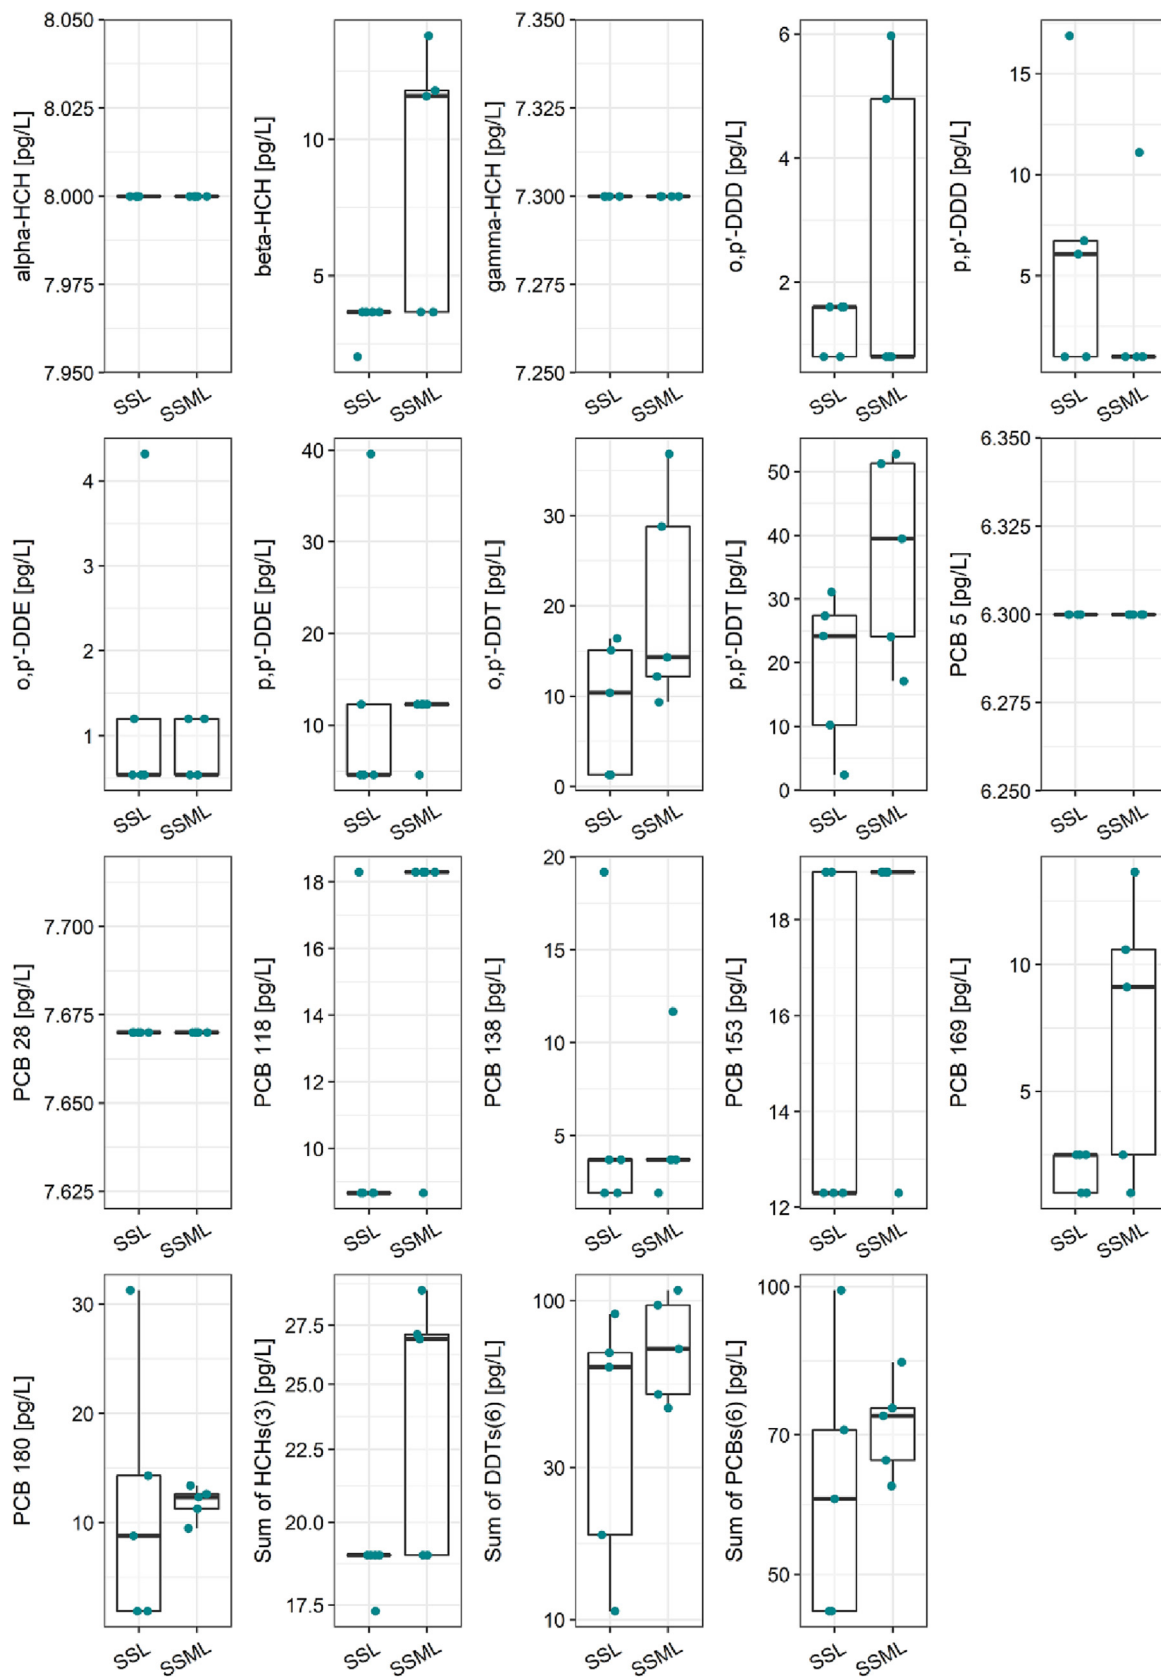 alpha-HCH [pg/L]
8.050
8.025
8.000
7.975
7.950
SSL
SSML
beta-HCH [pg/L]
10
5
SSL
SSML
gamma-HCH [pg/L]
7.350
7.325
7.300
7.275
7.250
SSL
SSML
o,p'-DDD [pg/L]
6
4
2
SSL
SSML
p,p'-DDD [pg/L]
15
10
5
SSL
SSML
o,p'-DDE [pg/L]
4
3
2
1
SSL
SSML
p,p'-DDE [pg/L]
40
30
20
10
SSL
SSML
o,p'-DDT [pg/L]
30
20
10
0
SSL
SSML
p,p'-DDT [pg/L]
50
40
30
20
10
0
SSL
SSML
PCB 5 [pg/L]
6.350
6.325
6.300
6.275
6.250
SSL
SSML
PCB 28 [pg/L]
7.700
7.675
7.650
7.625
SSL
SSML
PCB 118 [pg/L]
18
16
14
12
10
SSL
SSML
PCB 138 [pg/L]
20
15
10
5
SSL
SSML
PCB 153 [pg/L]
18
16
14
12
SSL
SSML
PCB 169 [pg/L]
10
5
SSL
SSML
PCB 180 [pg/L]
30
20
10
SSL
SSML
Sum of HCHs(3) [pg/L]
27.5
25.0
22.5
20.0
17.5
SSL
SSML
Sum of DDTs(6) [pg/L]
100
30
10
SSL
SSML
Sum of PCBs(6) [pg/L]
100
70
50
SSL
SSML